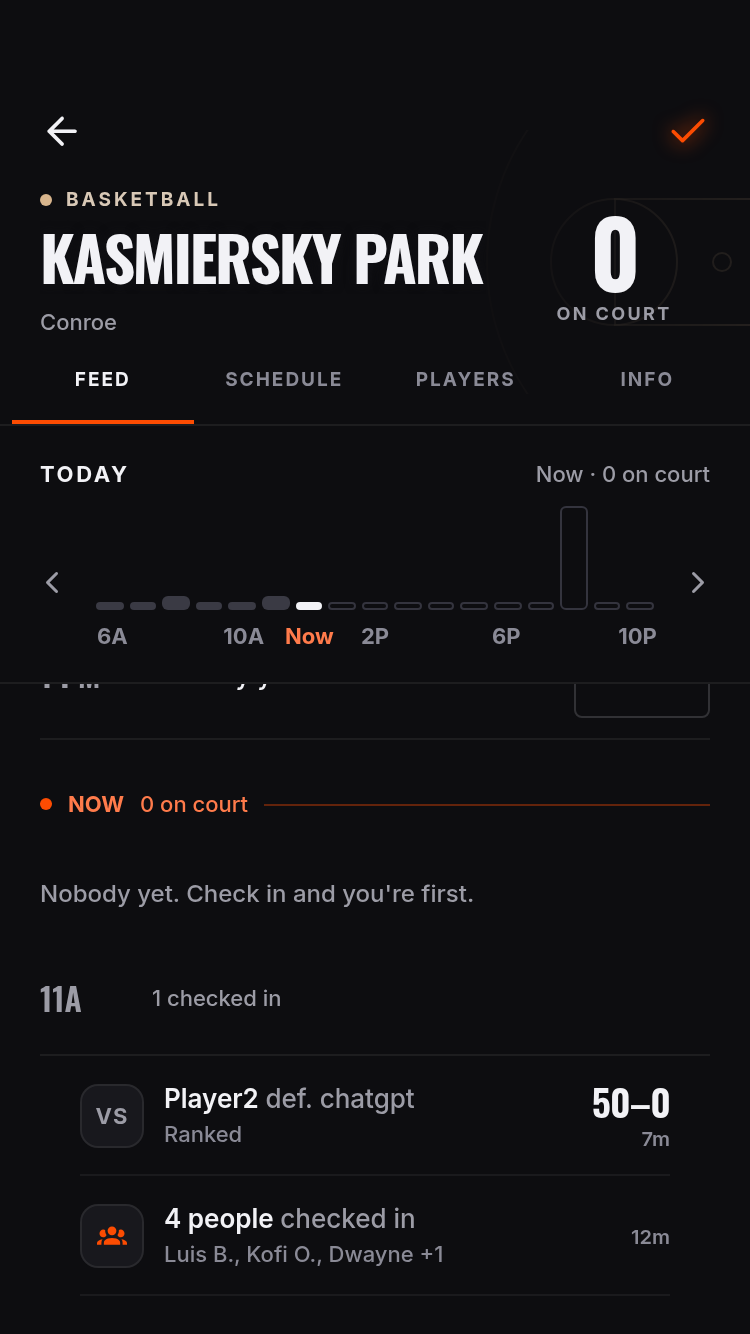 BASKETBALL
KASMIERSKY PARK
Conroe
0
ON COURT
FEED SCHEDULE PLAYERS INFO
TODAY Now · 0 on court
6A 10A Now 2P 6P 10P
NOW 0 on court
Nobody yet. Check in and you're first.
11A 1 checked in
VS Player2 def. chatgpt 50–0
Ranked 7m
4 people checked in 12m
Luis B., Kofi O., Dwayne +1